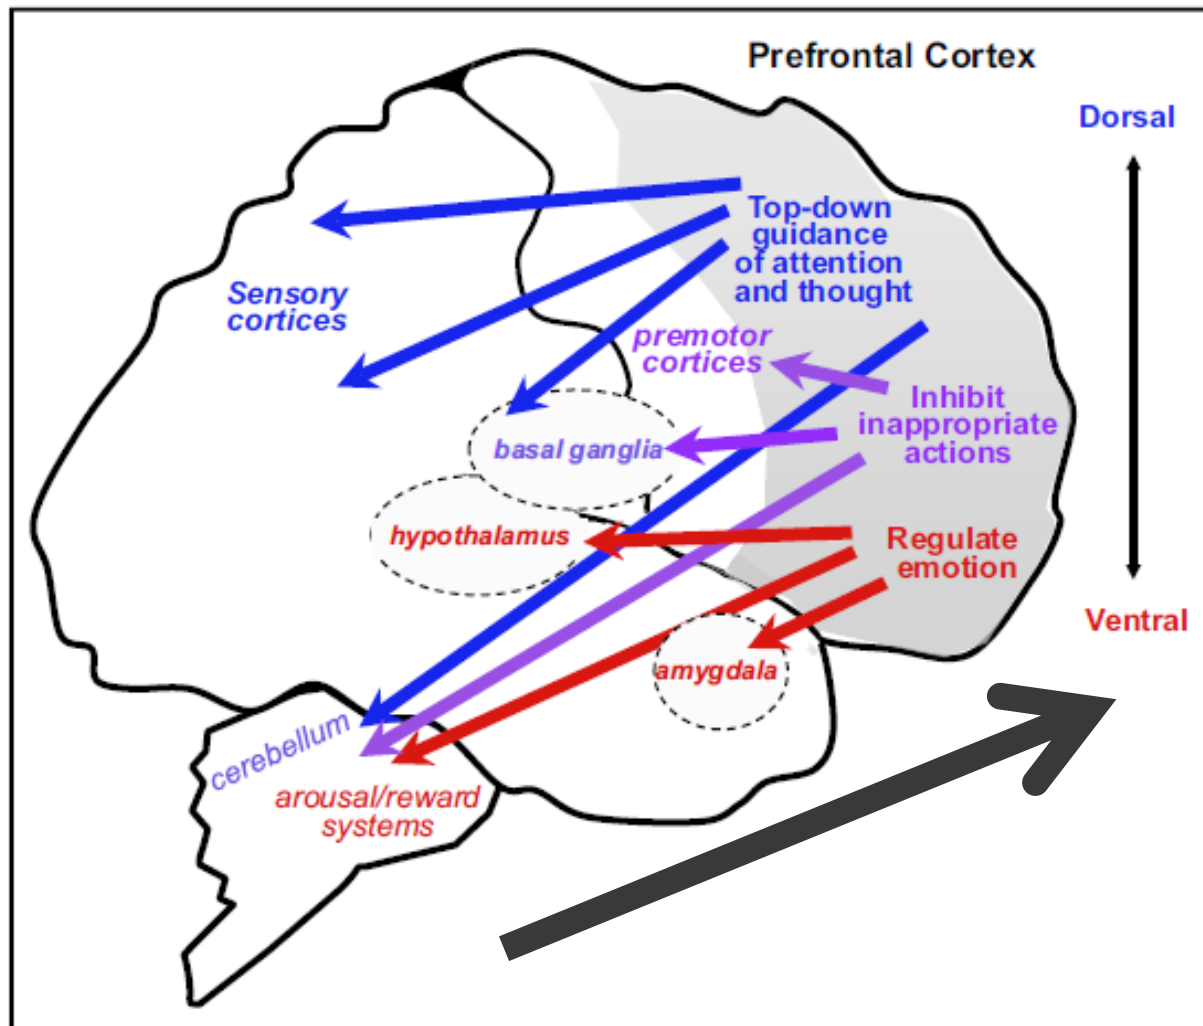 Prefrontal Cortex
Dorsal
Top-down
guidance
of attention
and thought
Sensory
cortices
premotor
cortices
Inhibit
inappropriate
actions
basal ganglia
hypothalamus
Regulate
emotion
Ventral
amygdala
cerebellum
arousal/reward
systems